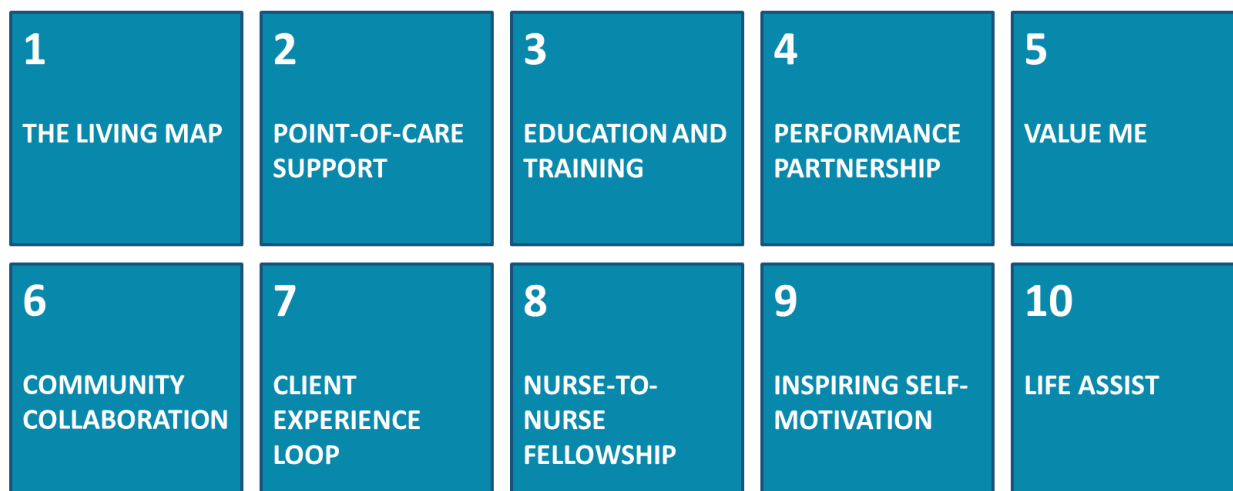 1
THE LIVING MAP
2
POINT-OF-CARE
SUPPORT
3
EDUCATION AND
TRAINING
4
PERFORMANCE
PARTNERSHIP
5
VALUE ME
6
COMMUNITY
COLLABORATION
7
CLIENT
EXPERIENCE
LOOP
8
NURSE-TO-
NURSE
FELLOWSHIP
9
INSPIRING SELF-
MOTIVATION
10
LIFE ASSIST